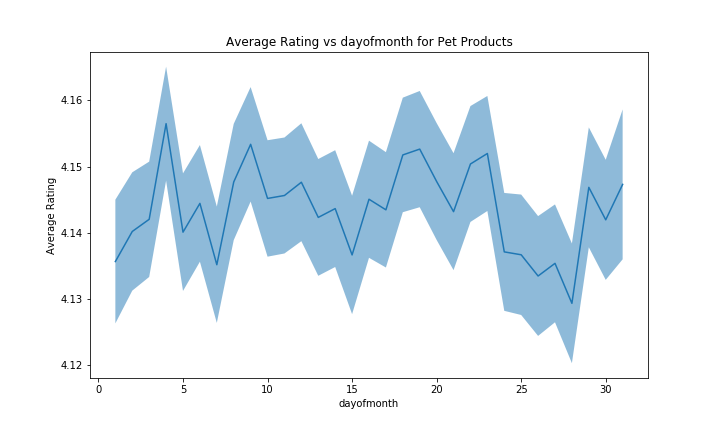 Average Rating vs dayofmonth for Pet Products
Average Rating
4.16
4.15
4.14
4.13
4.12
0 5 10 15 20 25 30
dayofmonth